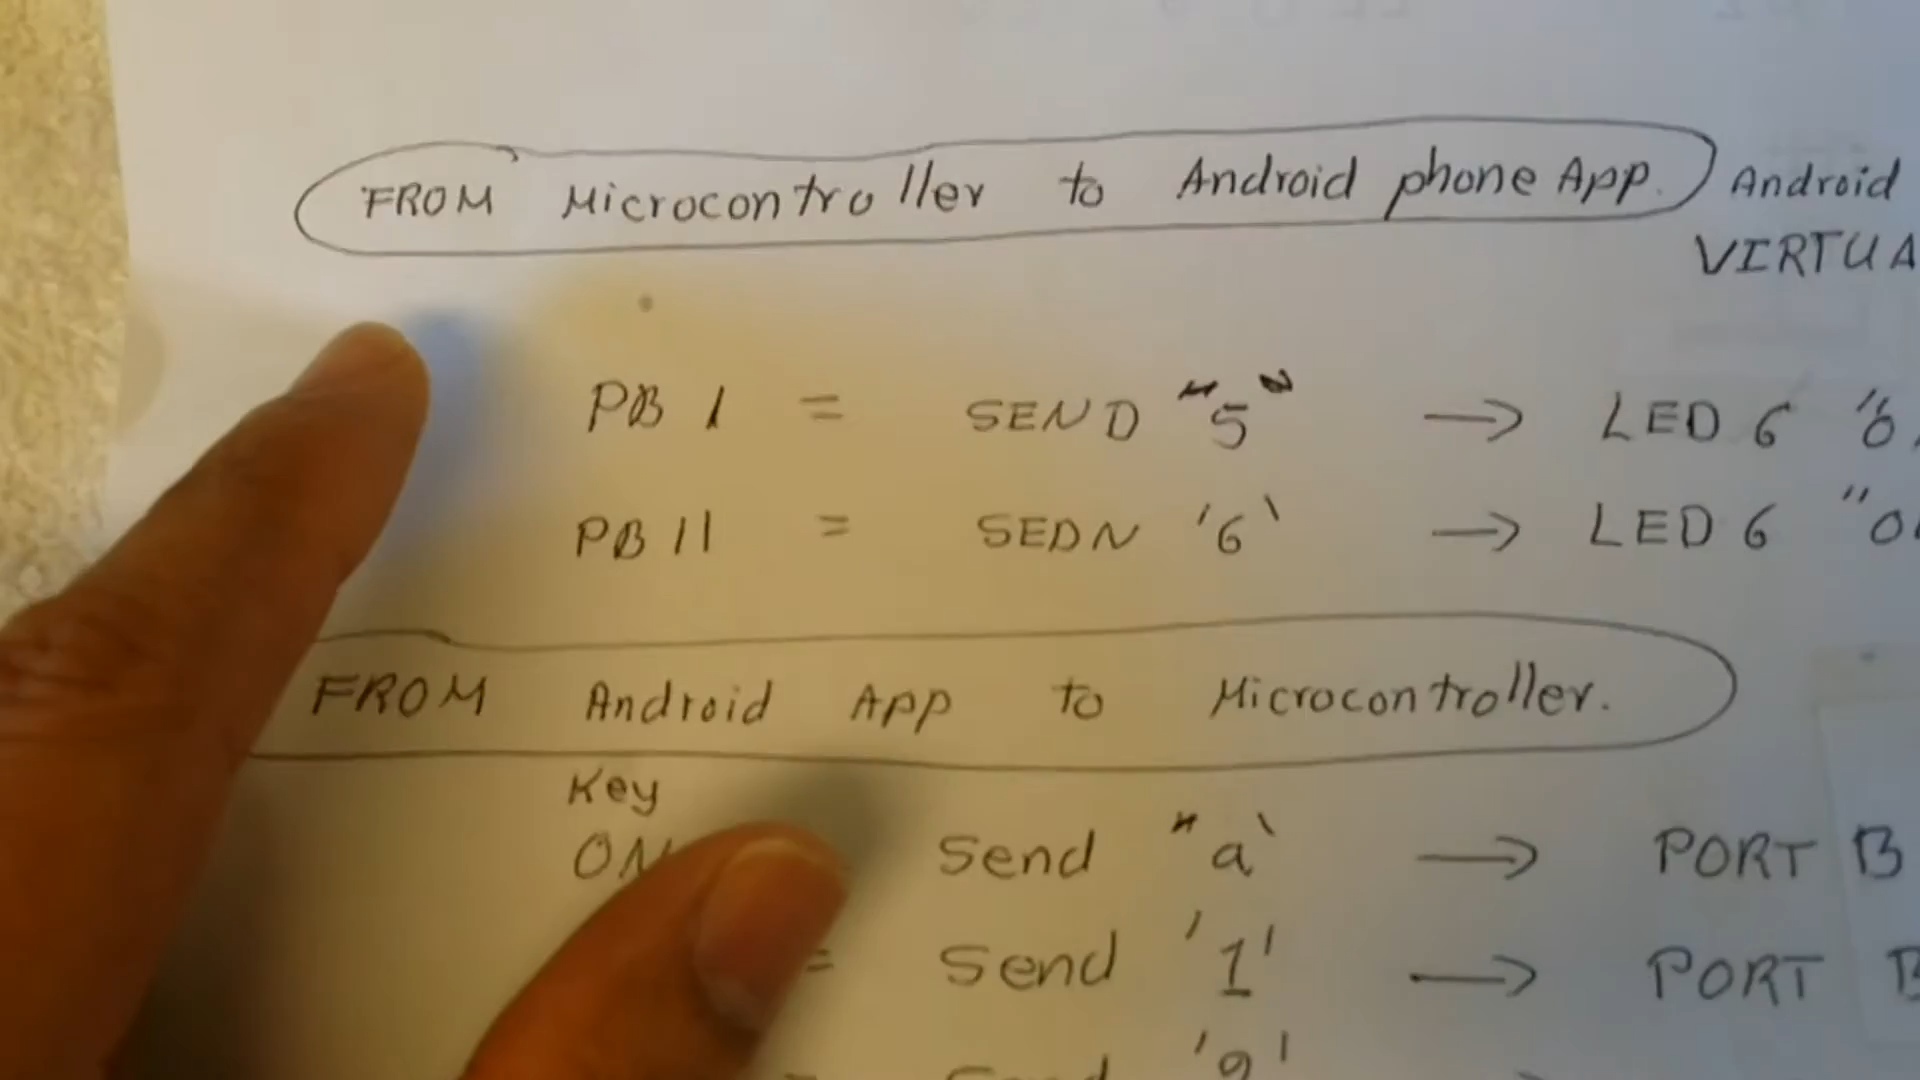 FROM Microcontroller to Android phone App. Android
VIRTUA
PB 1 = SEND "5" → LED 6
PB 11 = SEDN '6' → LED 6
FROM Android App to Microcontroller.
Key
ON Send "a' → PORT B
= Send '1' → PORT B